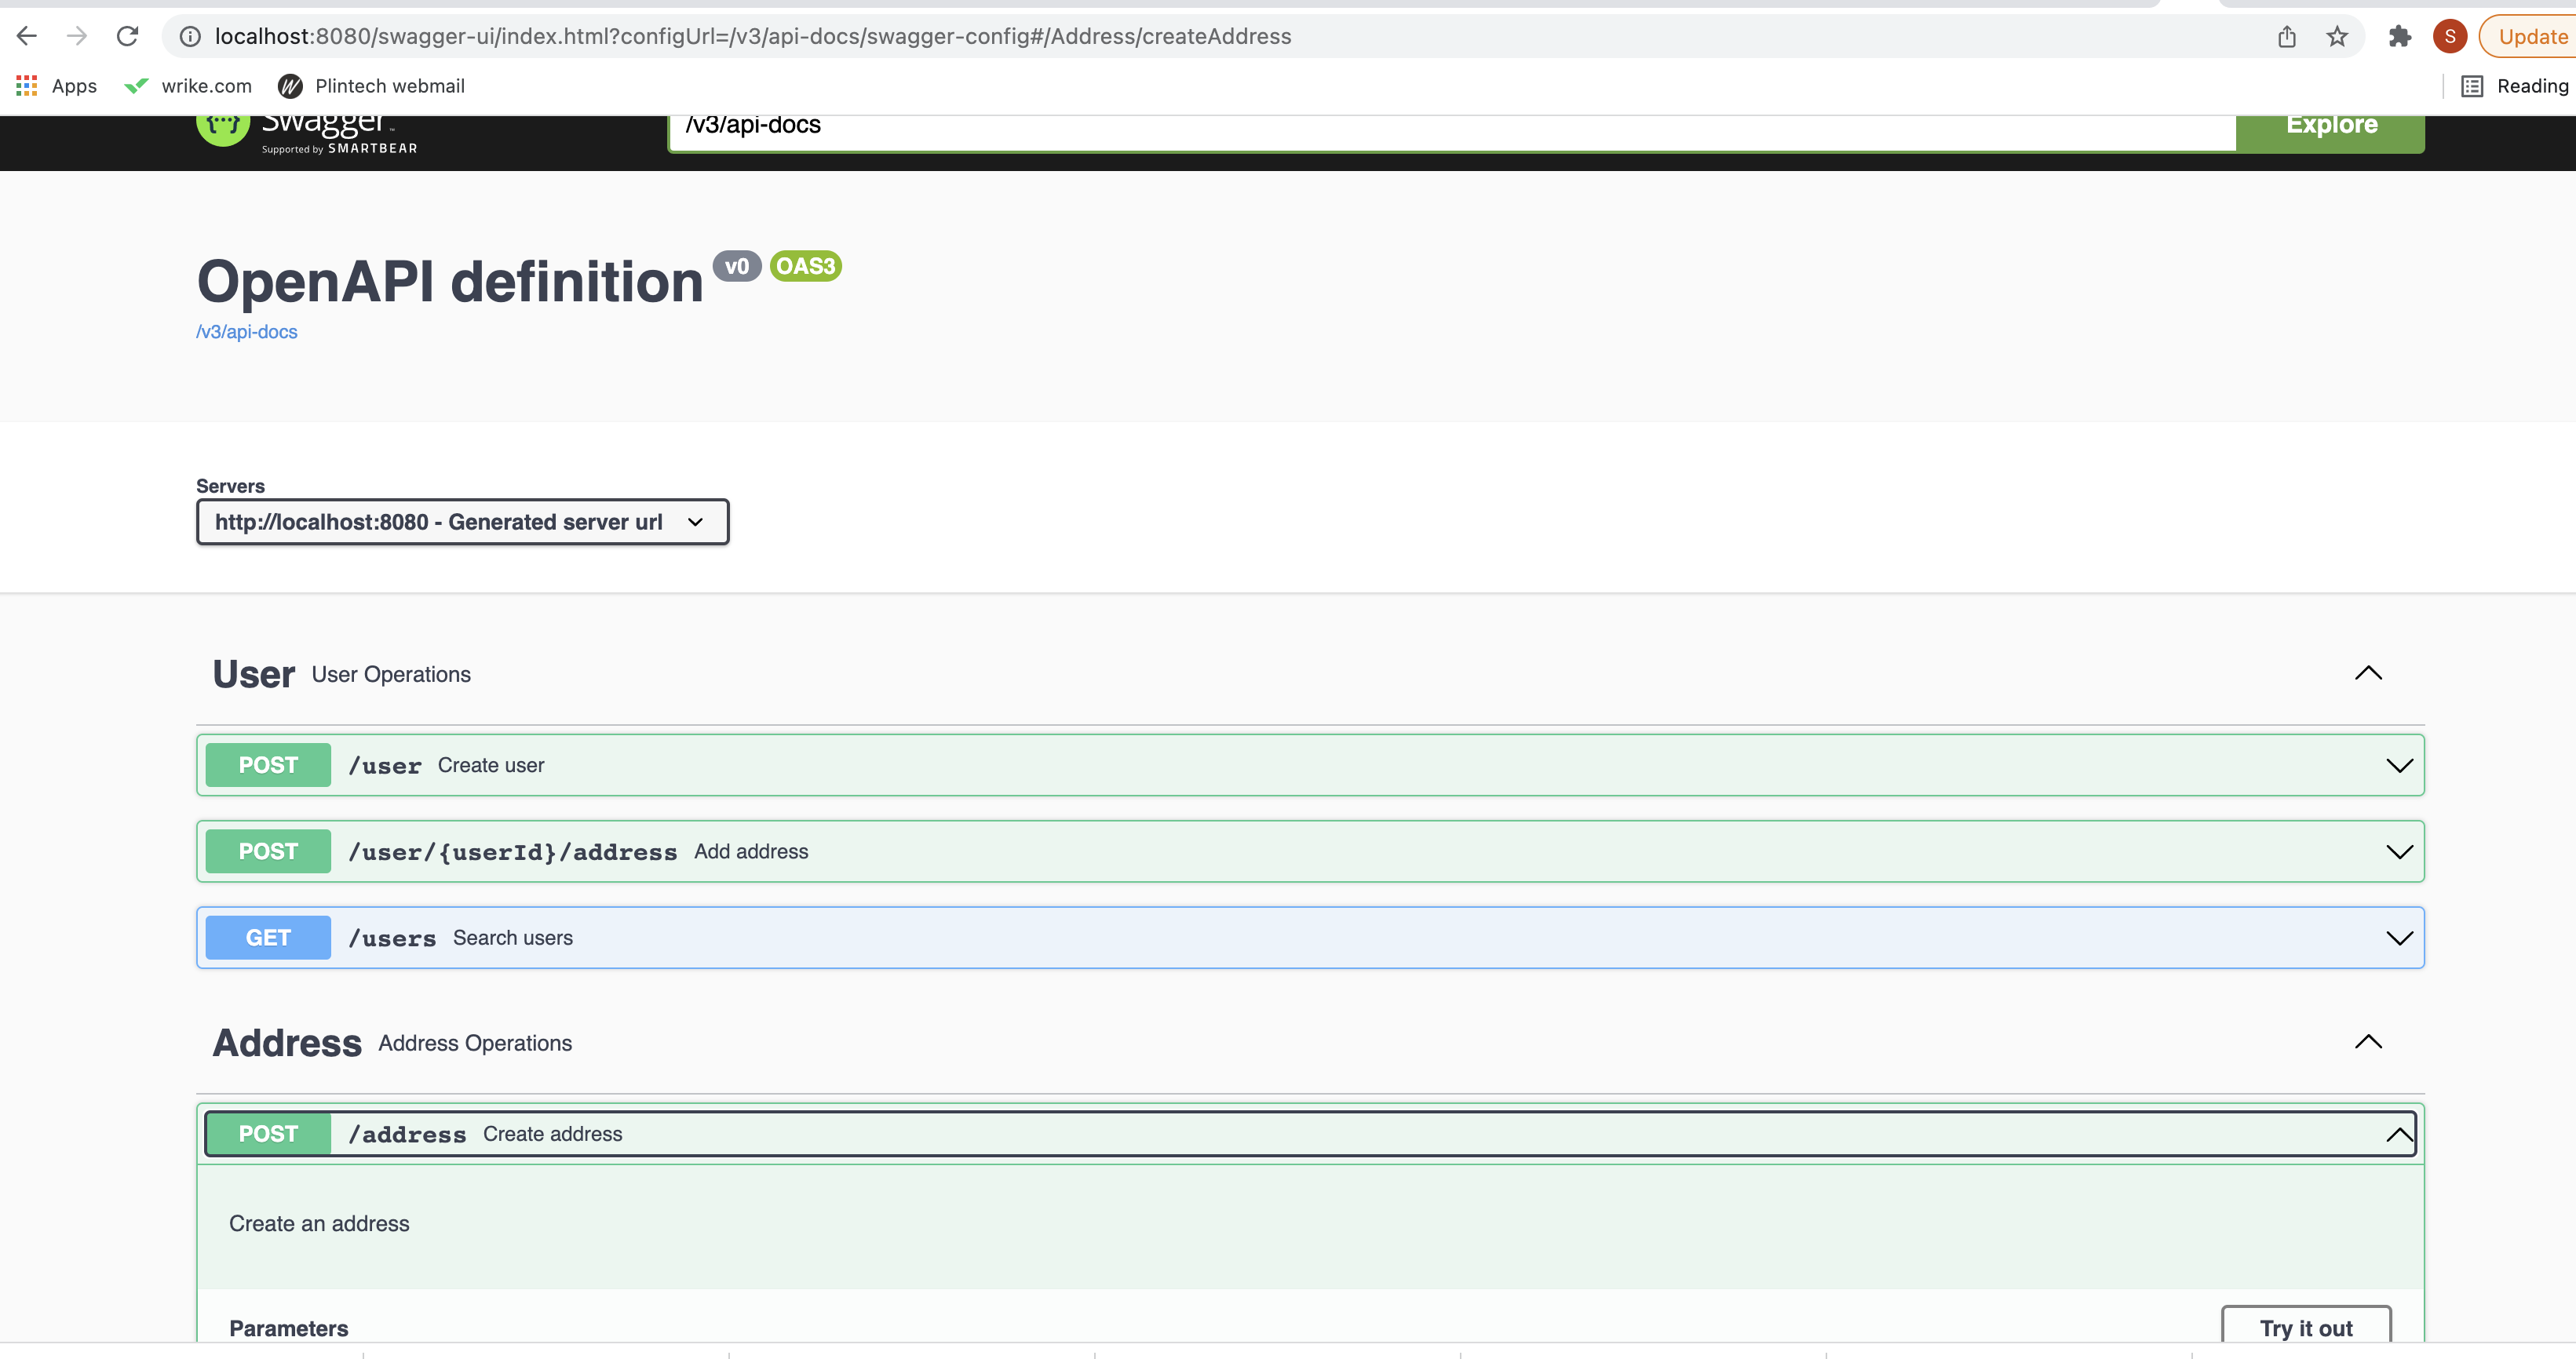 localhost:8080/swagger-ui/index.html?configUrl=/v3/api-docs/swagger-config#/Address/createAddress
S
Update
Apps
wrike.com
Plintech webmail
Reading
{...} Swagger™
Supported by SMARTBEAR
/v3/api-docs
Explore
OpenAPI definition v0 OAS3
/v3/api-docs
Servers
http://localhost:8080 - Generated server url
User User Operations
POST /user Create user
POST /user/{userId}/address Add address
GET /users Search users
Address Address Operations
POST /address Create address
Create an address
Parameters
Try it out